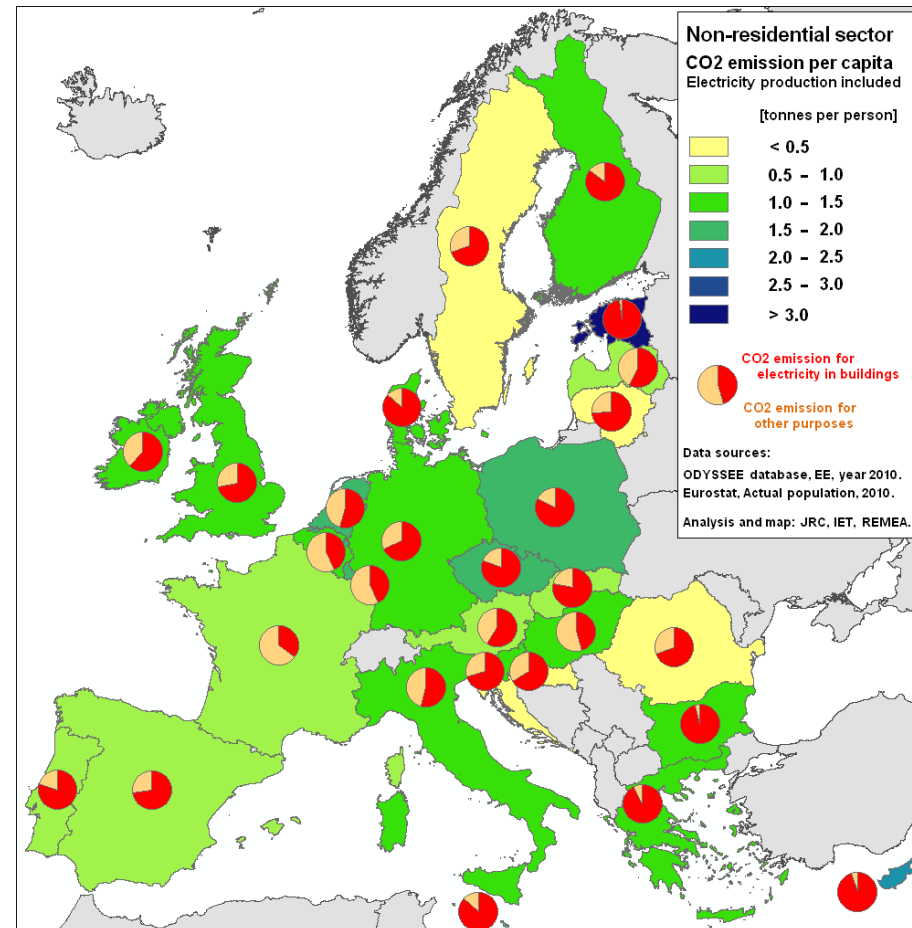 Non-residential sector
CO2 emission per capita
Electricity production included
[tonnes per person]
< 0.5
0.5 - 1.0
1.0 - 1.5
1.5 - 2.0
2.0 - 2.5
2.5 - 3.0
> 3.0
CO2 emission for
electricity in buildings
CO2 emission for
other purposes
Data sources:
ODYSSEE database, EE, year 2010.
Eurostat, Actual population, 2010.
Analysis and map: JRC, IET, REMEA.